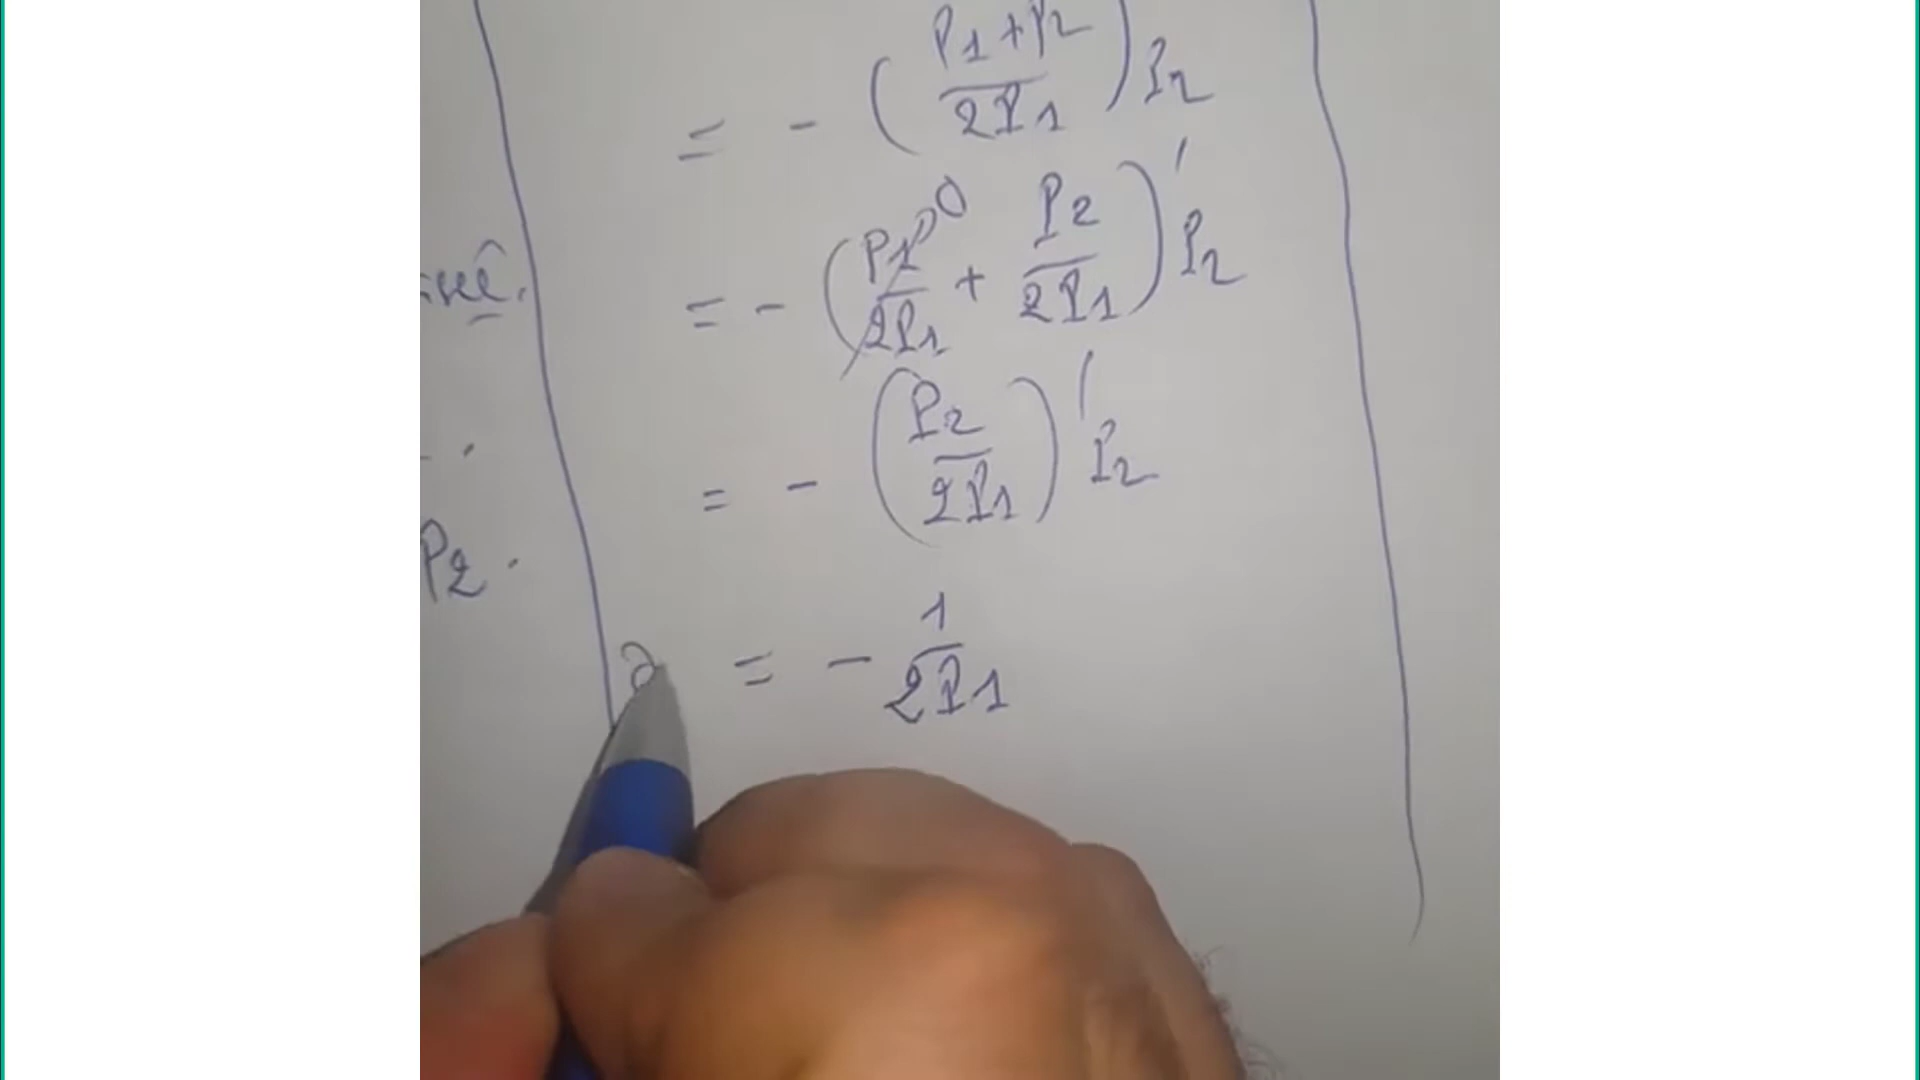 = - (P1+P2/2P1) P2
= - (P1/2P1 + P2/2P1)' P2
= - (P2/2P1)' P2
P2.
∂ = - 1/2P1